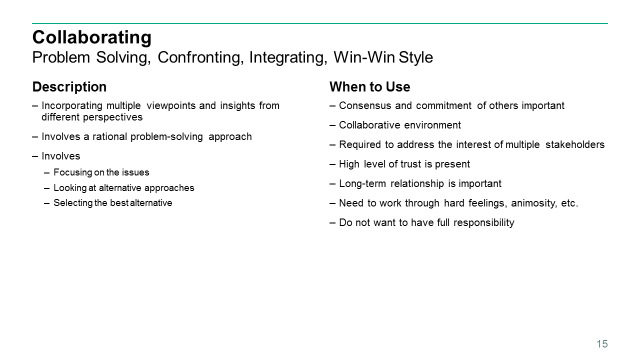 Collaborating
Problem Solving, Confronting, Integrating, Win-Win Style
Description
– Incorporating multiple viewpoints and insights from
different perspectives
– Involves a rational problem-solving approach
– Involves
– Focusing on the issues
– Looking at alternative approaches
– Selecting the best alternative
When to Use
– Consensus and commitment of others important
– Collaborative environment
– Required to address the interest of multiple stakeholders
– High level of trust is present
– Long-term relationship is important
– Need to work through hard feelings, animosity, etc.
– Do not want to have full responsibility
15